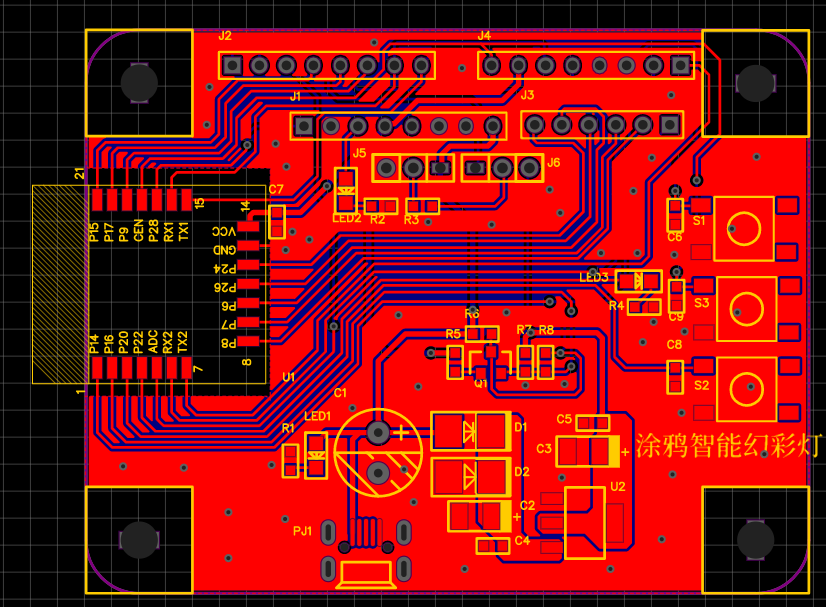 J2
J4
J1
J3
J5
J6
21
15
14
C7
LED2
R2
R3
C6
S1
P15
P17
P9
CEN
P28
RX1
TX1
VCC
GND
P24
P26
P6
P7
P8
LED3
R4
C9
S3
R6
R5
R7
R8
Q1
P14
P16
P20
P22
ADC
RX2
TX2
7
8
1
U1
C1
C8
S2
LED1
R1
+
D1
C5
C3
+
涂鸦智能幻彩灯
D2
C2
+
U2
PJ1
C4